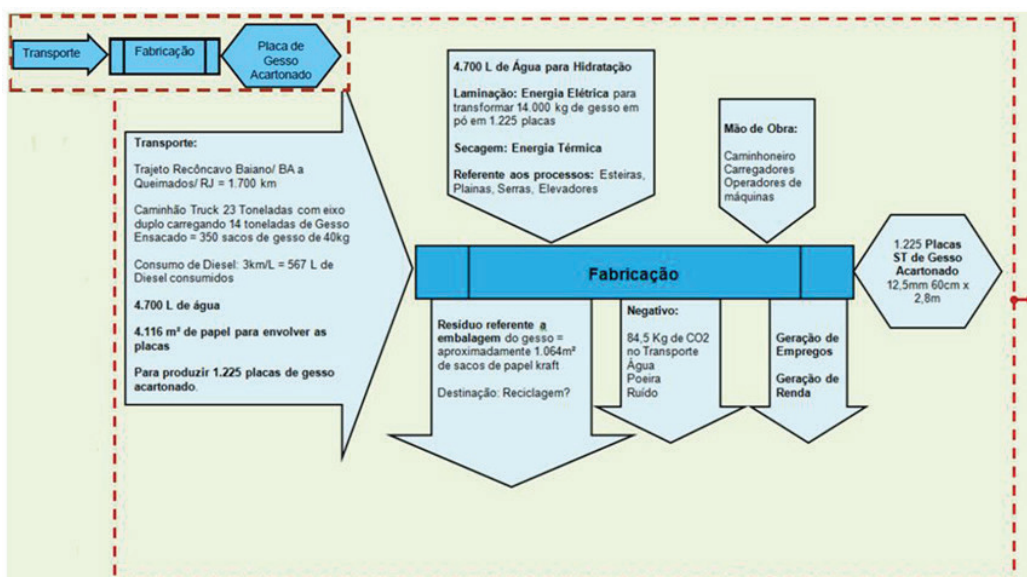 Transporte
Fabricação
Placa de
Gesso
Acartonado
Transporte:
Trajeto Recôncavo Baiano/ BA a
Queimados/ RJ = 1.700 km
Caminhão Truck 23 Toneladas com eixo
duplo carregando 14 toneladas de Gesso
Ensacado = 350 sacos de gesso de 40kg
Consumo de Diesel: 3km/L = 567 L de
Diesel consumidos
4.700 L de água
4.116 m² de papel para envolver as
placas
Para produzir 1.225 placas de gesso
acartonado.
4.700 L de Água para Hidratação
Laminação: Energia Elétrica para
transformar 14.000 kg de gesso em
pó em 1.225 placas
Secagem: Energia Térmica
Referente aos processos: Esteiras,
Plainas, Serras, Elevadores
Mão de Obra:
Caminhoneiro
Carregadores
Operadores de
máquinas
Fabricação
1.225 Placas
ST de Gesso
Acartonado
12,5mm 60cm x
2,8m
Resíduo referente a
embalagem do gesso =
aproximadamente 1.064m²
de sacos de papel kraft
Destinação: Reciclagem?
Negativo:
84,5 Kg de CO2
no Transporte
Água
Poeira
Ruído
Geração de
Empregos
Geração de
Renda